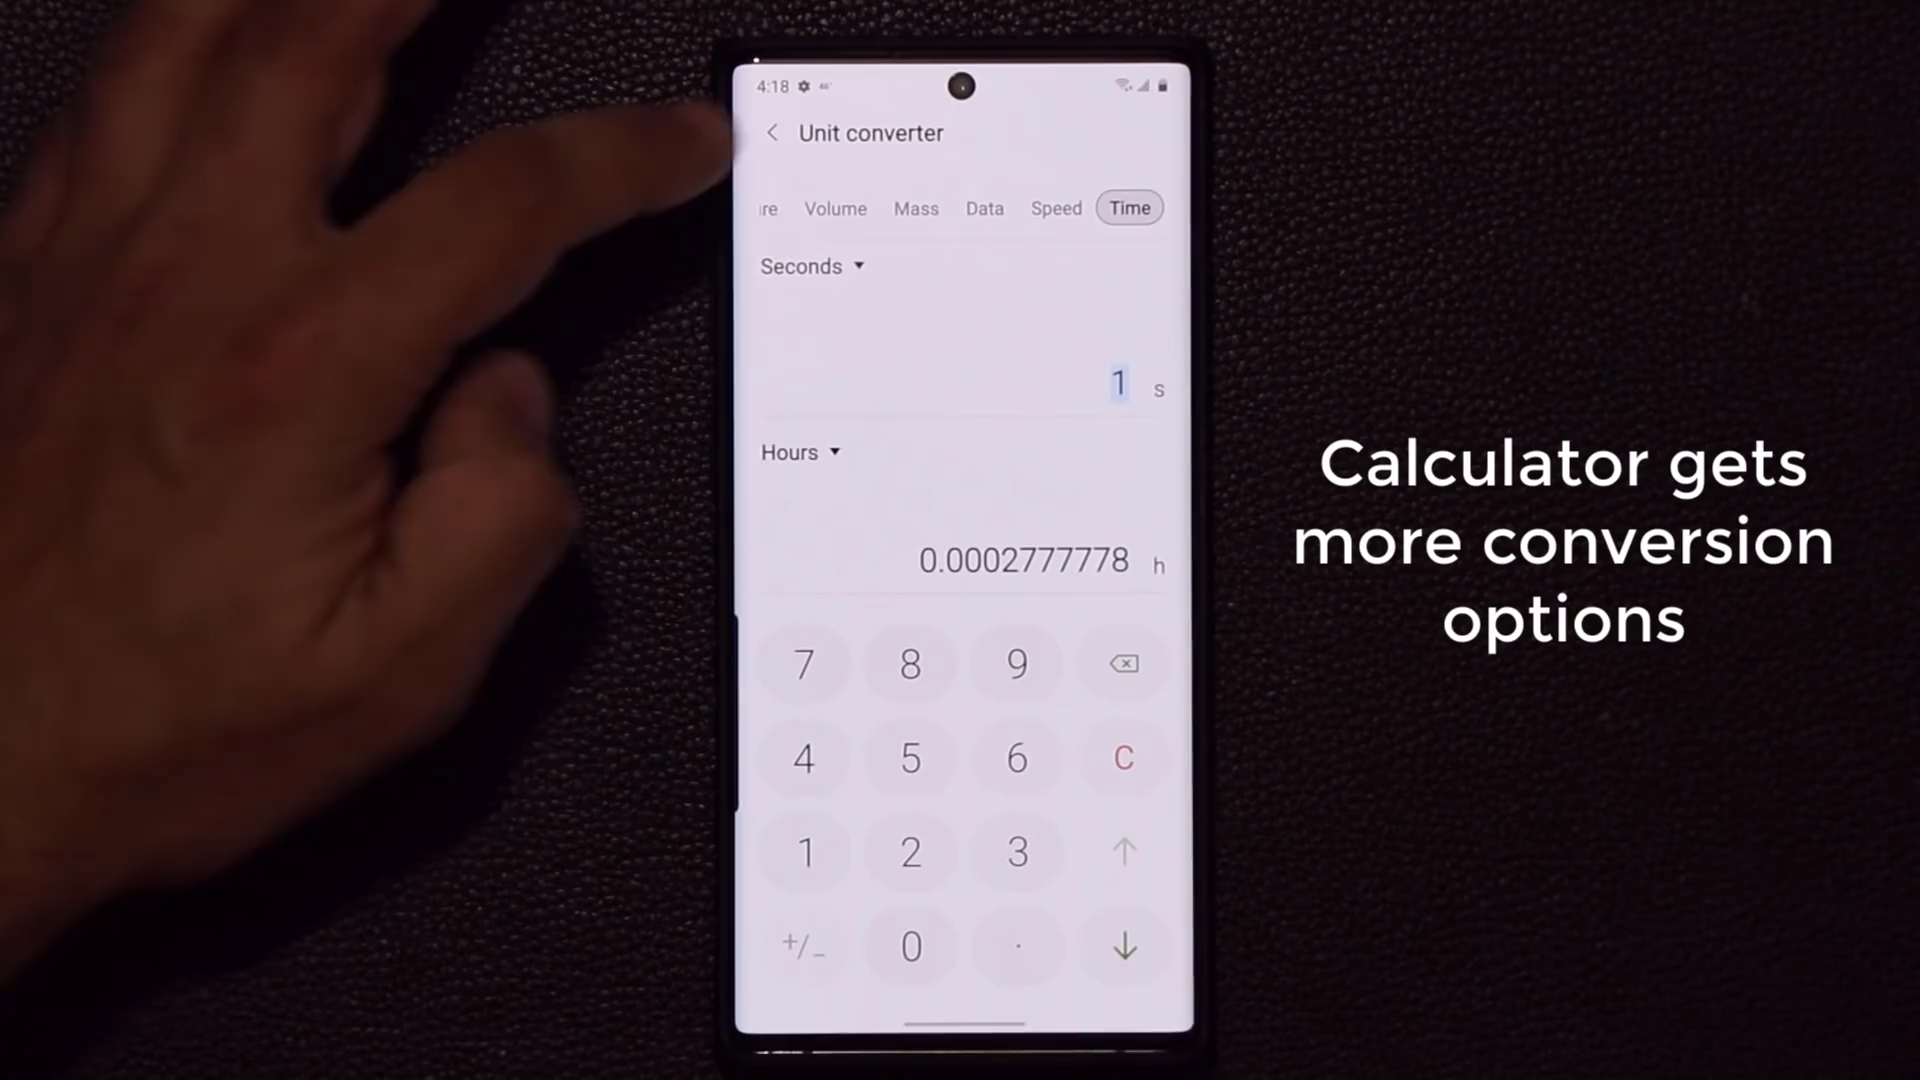 4:18
Unit converter
Volume Mass Data Speed Time
Seconds
1 s
Hours
0.0002777778 h
7 8 9
4 5 6 C
1 2 3
+/- 0 .
Calculator gets
more conversion
options